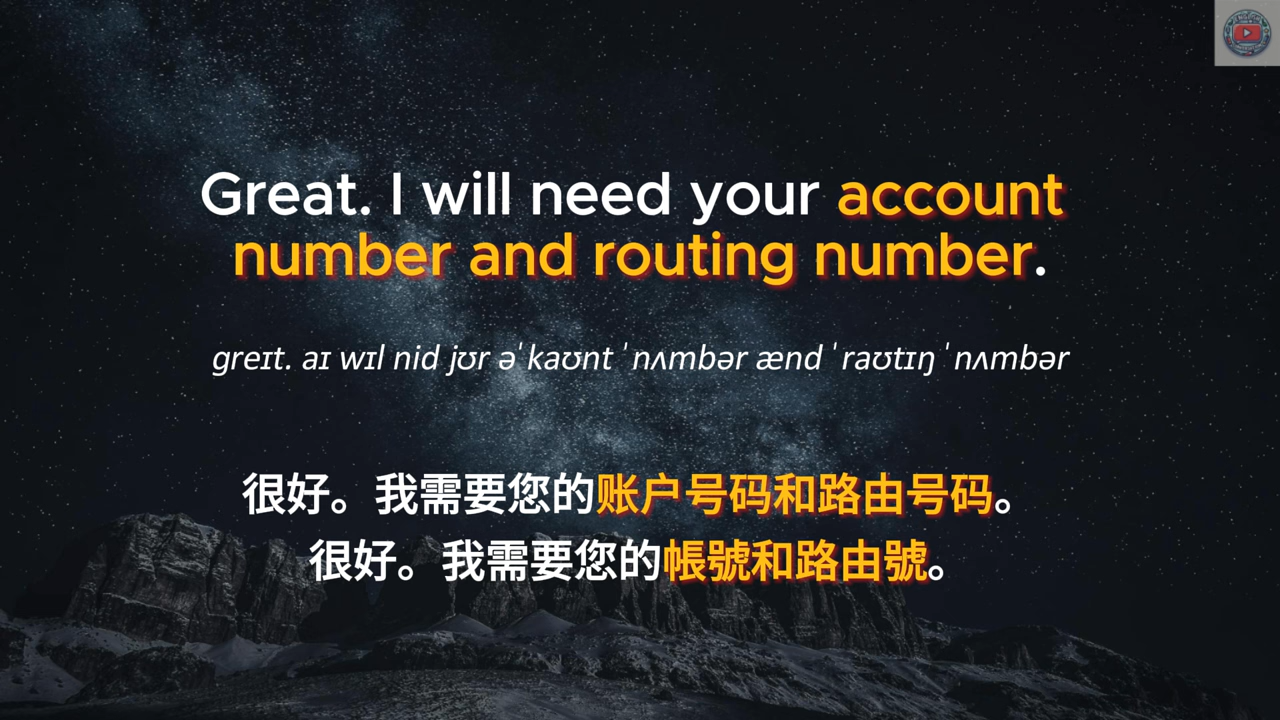 Great. I will need your account
number and routing number.
greɪt. aɪ wɪl nid jʊr əˈkaʊnt ˈnʌmbər ænd ˈraʊtɪŋ ˈnʌmbər
很好。我需要您的账户号码和路由号码。
很好。我需要您的帳號和路由號。